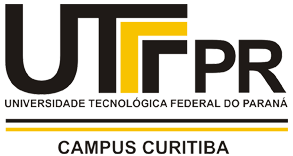 UTFPR
UNIVERSIDADE TECNOLÓGICA FEDERAL DO PARANÁ
CAMPUS CURITIBA